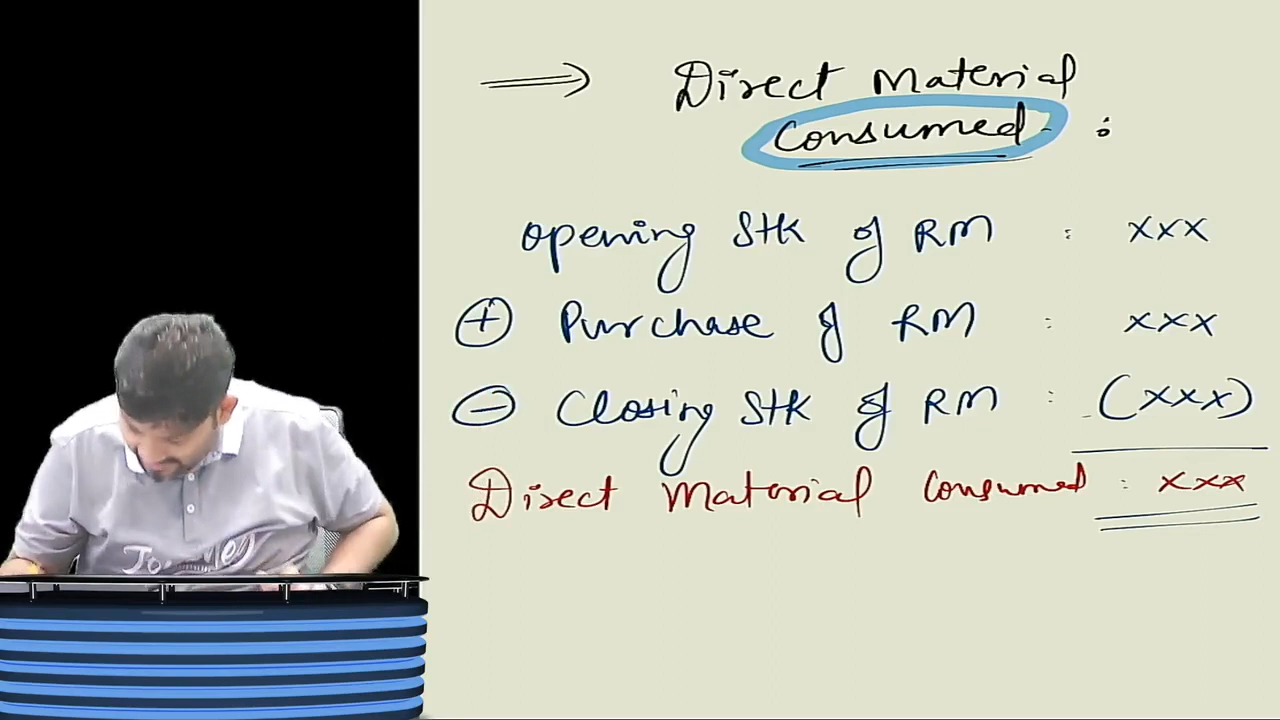 ⟹ Direct Material
Consumed. :
opening Stk of RM : xxx
⊕ Purchase of RM : xxx
⊖ Closing Stk of RM : (xxx)
Direct Material Consumed : xxx